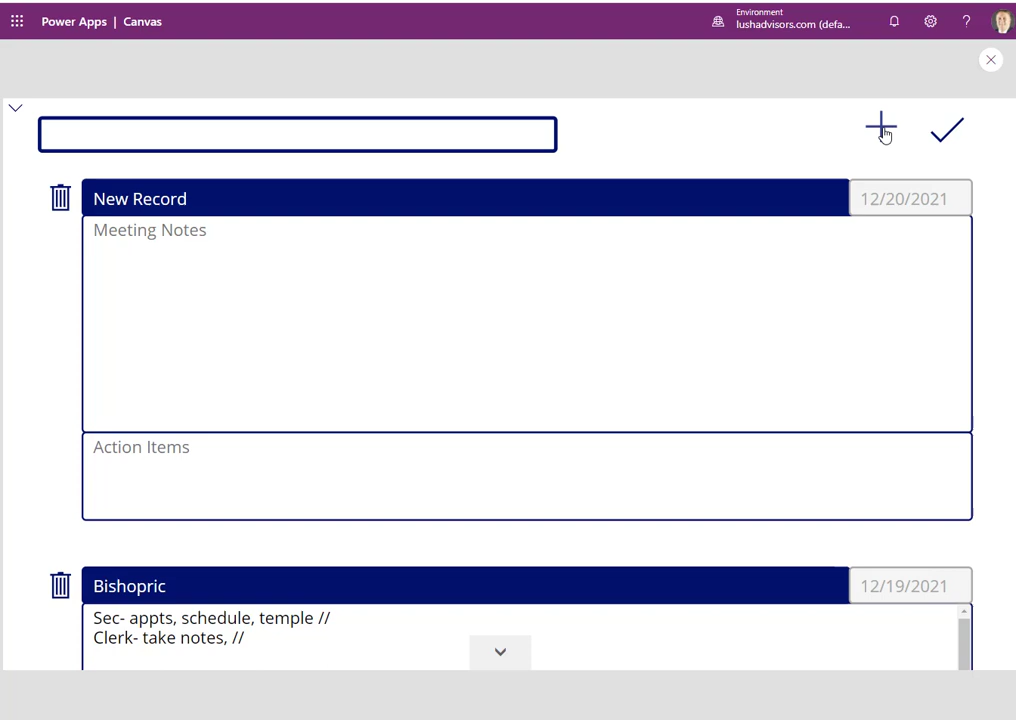 Power Apps | Canvas
Environment
lushadvisors.com (defa...
?
New Record
12/20/2021
Meeting Notes
Action Items
Bishopric
12/19/2021
Sec- appts, schedule, temple //
Clerk- take notes, //